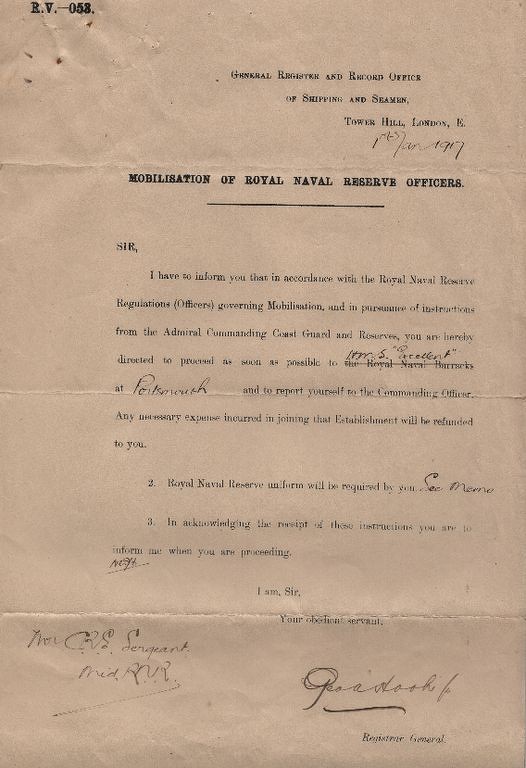 R.V.—053.
GENERAL REGISTER AND RECORD OFFICE
OF SHIPPING AND SEAMEN,
TOWER HILL, LONDON, E.
1st Jan 1917
MOBILISATION OF ROYAL NAVAL RESERVE OFFICERS.
SIR,
I have to inform you that in accordance with the Royal Naval Reserve
Regulations (Officers) governing Mobilisation, and in pursuance of instructions
from the Admiral Commanding Coast Guard and Reserves, you are hereby
H.M.S. "Excellent"
directed to proceed as soon as possible to the Royal Naval Barracks
at Portsmouth and to report yourself to the Commanding Officer.
Any necessary expense incurred in joining that Establishment will be refunded
to you.
2. Royal Naval Reserve uniform will be required by you. See Memo
3. In acknowledging the receipt of these instructions you are to
inform me when you are proceeding.
I am, Sir,
Your obedient servant,
C.E. Sergeant.
Mid. R.N.R.
Registrar General.